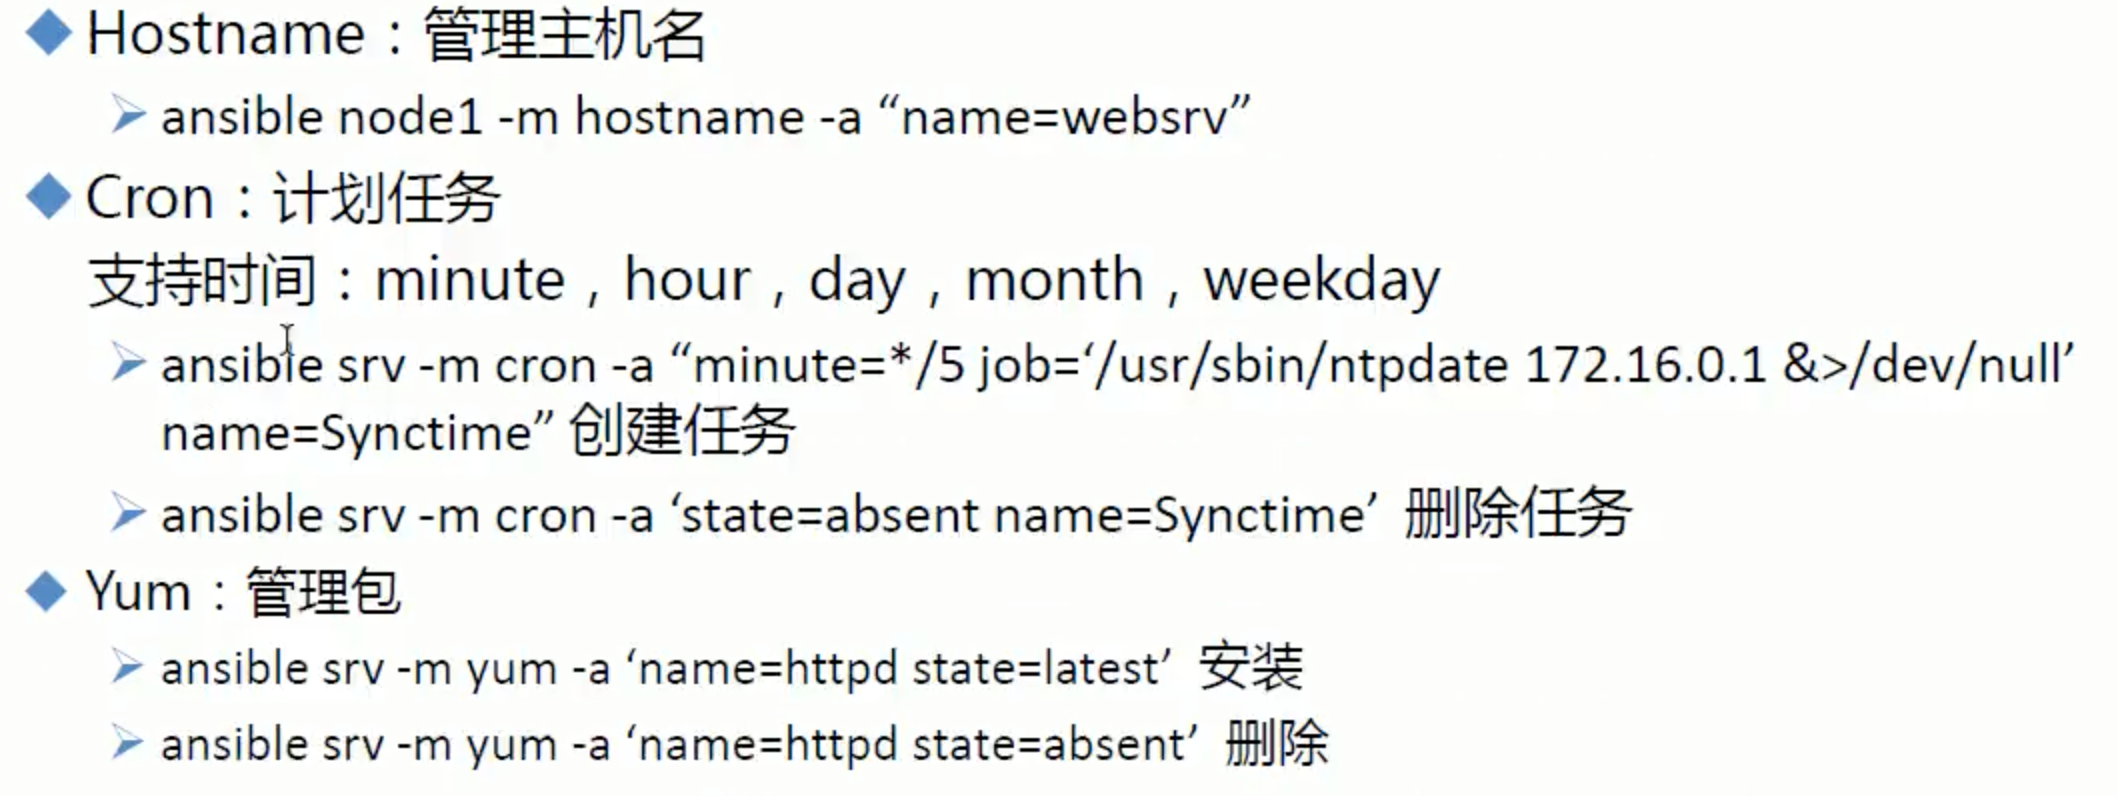 Hostname：管理主机名
ansible node1 -m hostname -a “name=websrv”
Cron：计划任务
支持时间：minute，hour，day，month，weekday
ansible srv -m cron -a “minute=*/5 job=‘/usr/sbin/ntpdate 172.16.0.1 &>/dev/null’
name=Synctime” 创建任务
ansible srv -m cron -a ‘state=absent name=Synctime’ 删除任务
Yum：管理包
ansible srv -m yum -a ‘name=httpd state=latest’ 安装
ansible srv -m yum -a ‘name=httpd state=absent’ 删除